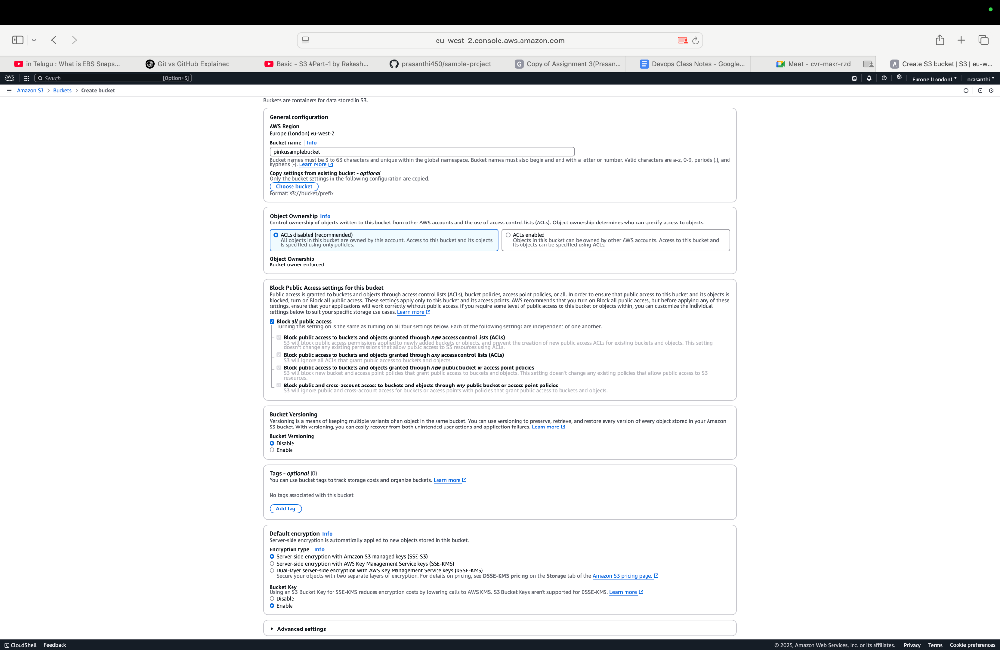 eu-west-2.console.aws.amazon.com
in Telugu : What is EBS Snaps...
Git vs GitHub Explained
Basic - S3 #Part-1 by Rakesh...
prasanthi450/sample-project
G Copy of Assignment 3(Prasan...
Devops Class Notes - Google...
Meet - cvr-maxr-rzd
A Create S3 bucket | S3 | eu-w...
aws
Search
[Option+S]
Europe (London)
prasanthi
Amazon S3 > Buckets > Create bucket
Buckets are containers for data stored in S3.
General configuration
AWS Region
Europe (London) eu-west-2
Bucket name | Info
pinkusamplebucket
Bucket names must be 3 to 63 characters and unique within the global namespace. Bucket names must also begin and end with a letter or number. Valid characters are a-z, 0-9, periods (.), and
hyphens (-). Learn More
Copy settings from existing bucket - optional
Only the bucket settings in the following configuration are copied.
Choose bucket
Format: s3://bucket/prefix
Object Ownership Info
Control ownership of objects written to this bucket from other AWS accounts and the use of access control lists (ACLs). Object ownership determines who can specify access to objects.
ACLs disabled (recommended)
All objects in this bucket are owned by this account. Access to this bucket and its objects
is specified using only policies.
ACLs enabled
Objects in this bucket can be owned by other AWS accounts. Access to this bucket and
its objects can be specified using ACLs.
Object Ownership
Bucket owner enforced
Block Public Access settings for this bucket
Public access is granted to buckets and objects through access control lists (ACLs), bucket policies, access point policies, or all. In order to ensure that public access to this bucket and its objects is
blocked, turn on Block all public access. These settings apply only to this bucket and its access points. AWS recommends that you turn on Block all public access, but before applying any of these
settings, ensure that your applications will work correctly without public access. If you require some level of public access to this bucket or objects within, you can customize the individual
settings below to suit your specific storage use cases. Learn more
Block all public access
Turning this setting on is the same as turning on all four settings below. Each of the following settings are independent of one another.
Block public access to buckets and objects granted through new access control lists (ACLs)
S3 will block public access permissions applied to newly added buckets or objects, and prevent the creation of new public access ACLs for existing buckets and objects. This setting
doesn't change any existing permissions that allow public access to S3 resources using ACLs.
Block public access to buckets and objects granted through any access control lists (ACLs)
S3 will ignore all ACLs that grant public access to buckets and objects.
Block public access to buckets and objects granted through new public bucket or access point policies
S3 will block new bucket and access point policies that grant public access to buckets and objects. This setting doesn't change any existing policies that allow public access to S3
resources.
Block public and cross-account access to buckets and objects through any public bucket or access point policies
S3 will ignore public and cross-account access for buckets or access points with policies that grant public access to buckets and objects.
Bucket Versioning
Versioning is a means of keeping multiple variants of an object in the same bucket. You can use versioning to preserve, retrieve, and restore every version of every object stored in your Amazon
S3 bucket. With versioning, you can easily recover from both unintended user actions and application failures. Learn more
Bucket Versioning
Disable
Enable
Tags - optional (0)
You can use bucket tags to track storage costs and organize buckets. Learn more
No tags associated with this bucket.
Add tag
Default encryption Info
Server-side encryption is automatically applied to new objects stored in this bucket.
Encryption type | Info
Server-side encryption with Amazon S3 managed keys (SSE-S3)
Server-side encryption with AWS Key Management Service keys (SSE-KMS)
Dual-layer server-side encryption with AWS Key Management Service keys (DSSE-KMS)
Secure your objects with two separate layers of encryption. For details on pricing, see DSSE-KMS pricing on the Storage tab of the Amazon S3 pricing page.
Bucket Key
Using an S3 Bucket Key for SSE-KMS reduces encryption costs by lowering calls to AWS KMS. S3 Bucket Keys aren't supported for DSSE-KMS. Learn more
Disable
Enable
Advanced settings
CloudShell
Feedback
© 2025, Amazon Web Services, Inc. or its affiliates.
Privacy
Terms
Cookie preferences